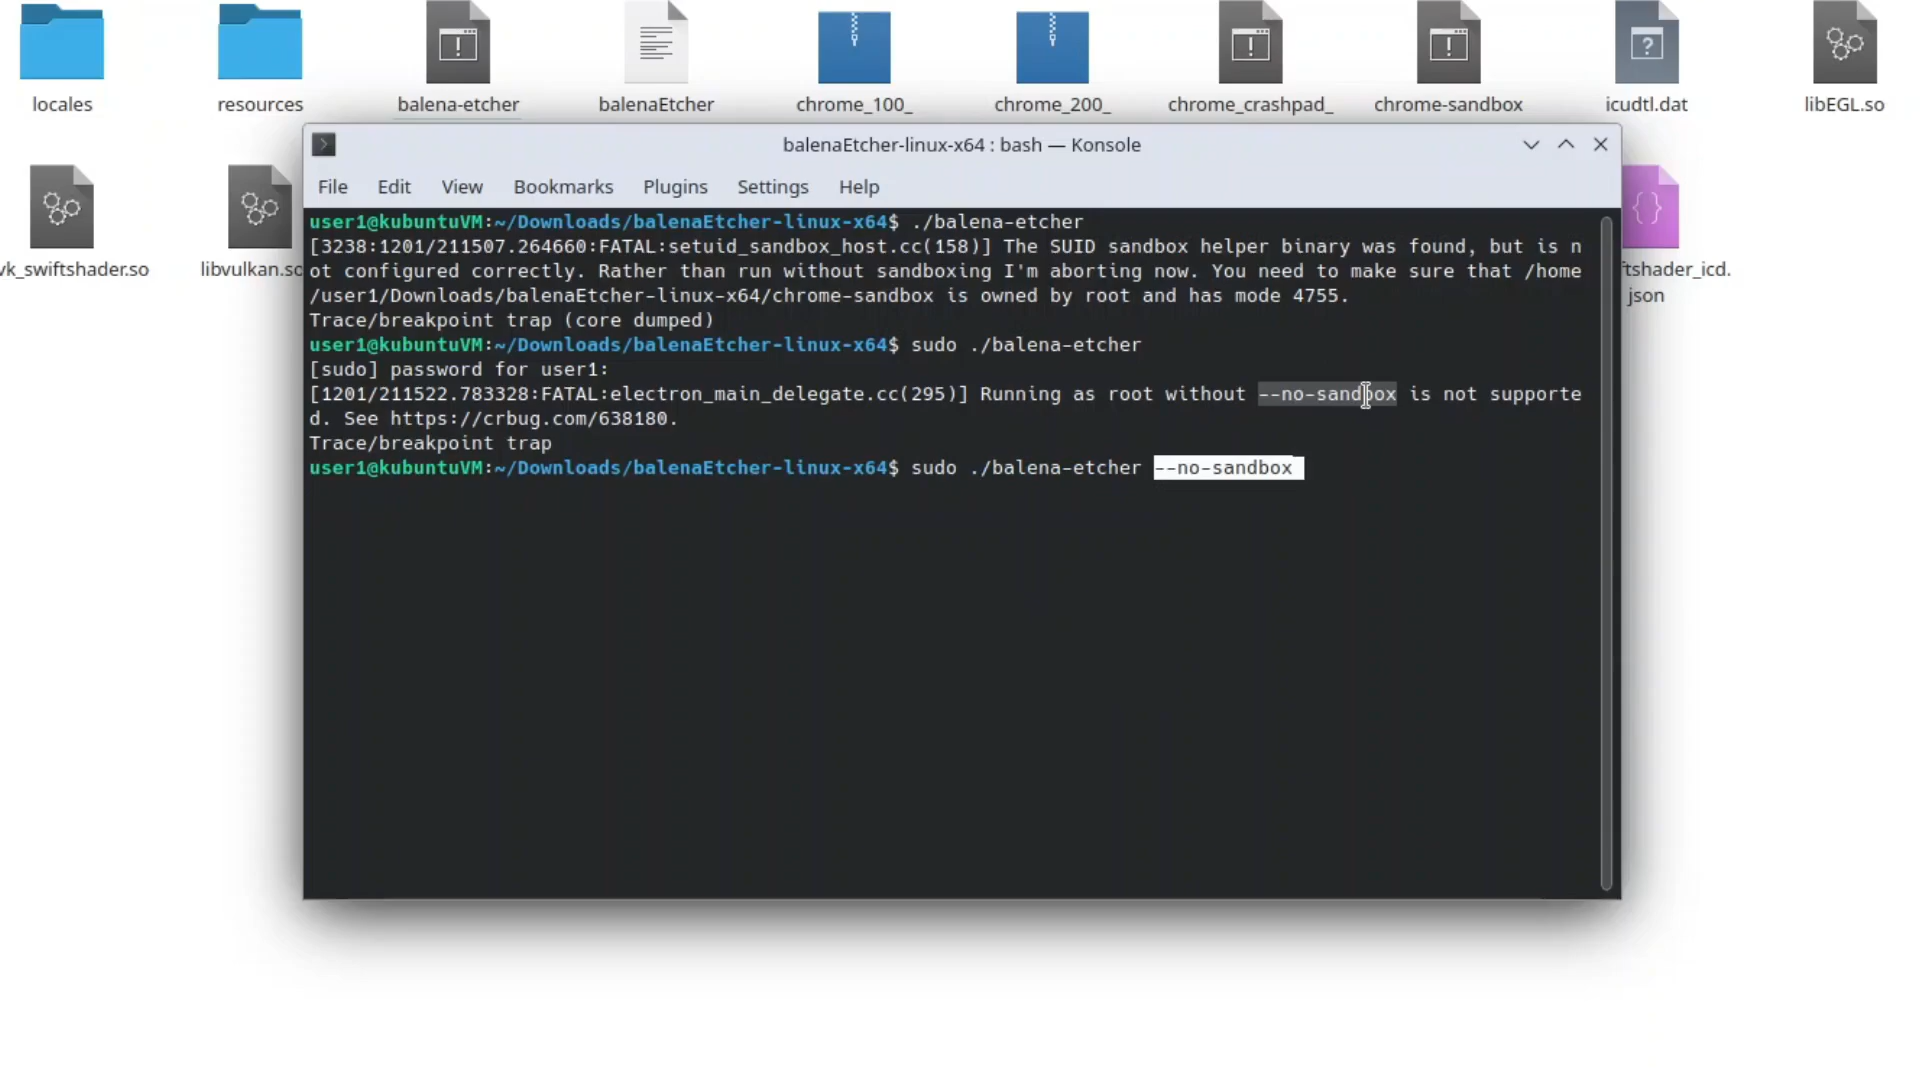 locales
resources
balena-etcher
balenaEtcher
chrome_100_
chrome_200_
chrome_crashpad_
chrome-sandbox
icudtl.dat
libEGL.so
vk_swiftshader.so
libvulkan.so
ftshader_icd.
json
balenaEtcher-linux-x64 : bash — Konsole
File Edit View Bookmarks Plugins Settings Help
user1@kubuntuVM:~/Downloads/balenaEtcher-linux-x64$ ./balena-etcher
[3238:1201/211507.264660:FATAL:setuid_sandbox_host.cc(158)] The SUID sandbox helper binary was found, but is n
ot configured correctly. Rather than run without sandboxing I'm aborting now. You need to make sure that /home
/user1/Downloads/balenaEtcher-linux-x64/chrome-sandbox is owned by root and has mode 4755.
Trace/breakpoint trap (core dumped)
user1@kubuntuVM:~/Downloads/balenaEtcher-linux-x64$ sudo ./balena-etcher
[sudo] password for user1:
[1201/211522.783328:FATAL:electron_main_delegate.cc(295)] Running as root without --no-sandbox is not supporte
d. See https://crbug.com/638180.
Trace/breakpoint trap
user1@kubuntuVM:~/Downloads/balenaEtcher-linux-x64$ sudo ./balena-etcher --no-sandbox